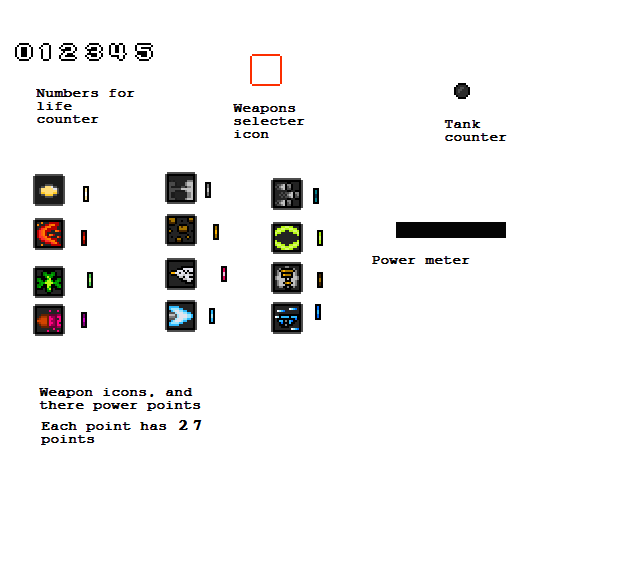 012345
Numbers for
life
counter
Weapons
selecter
icon
Tank
counter
Power meter
Weapon icons, and
there power points
Each point has 27
points